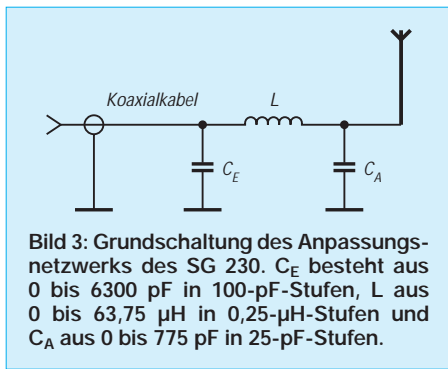 Koaxialkabel
L
C_E
C_A
Bild 3: Grundschaltung des Anpassungs-
netzwerks des SG 230. C_E besteht aus
0 bis 6300 pF in 100-pF-Stufen, L aus
0 bis 63,75 µH in 0,25-µH-Stufen und
C_A aus 0 bis 775 pF in 25-pF-Stufen.